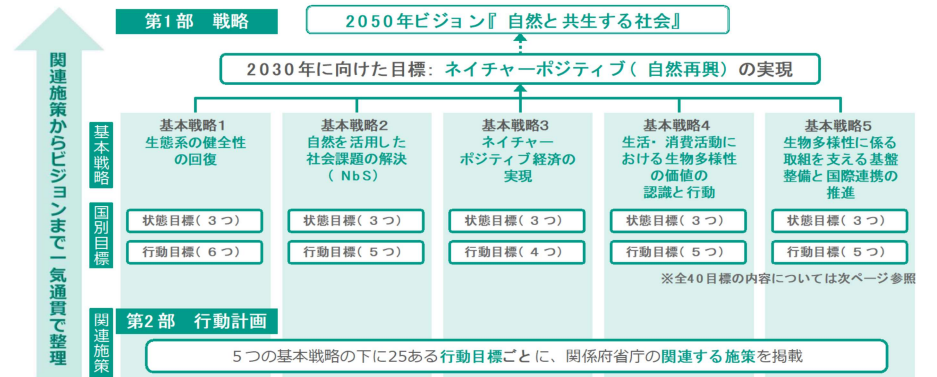 関連施策からビジョンまで一気通貫で整理
第1部 戦略
2050年ビジョン『自然と共生する社会』
2030年に向けた目標: ネイチャーポジティブ(自然再興)の実現
基本戦略
基本戦略1
生態系の健全性
の回復
基本戦略2
自然を活用した
社会課題の解決
(NbS)
基本戦略3
ネイチャー
ポジティブ経済の
実現
基本戦略4
生活・消費活動に
おける生物多様性
の価値の
認識と行動
基本戦略5
生物多様性に係る
取組を支える基盤
整備と国際連携の
推進
国別目標
状態目標(3つ)
状態目標(3つ)
状態目標(3つ)
状態目標(3つ)
状態目標(3つ)
行動目標(6つ)
行動目標(5つ)
行動目標(4つ)
行動目標(5つ)
行動目標(5つ)
※全40目標の内容については次ページ参照
関連施策
第2部 行動計画
5つの基本戦略の下に25ある行動目標ごとに、関係府省庁の関連する施策を掲載